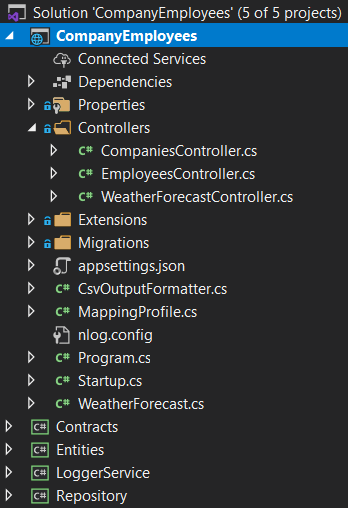 Solution 'CompanyEmployees' (5 of 5 projects)
CompanyEmployees
Connected Services
Dependencies
Properties
Controllers
C# CompaniesController.cs
C# EmployeesController.cs
C# WeatherForecastController.cs
Extensions
Migrations
appsettings.json
C# CsvOutputFormatter.cs
C# MappingProfile.cs
nlog.config
C# Program.cs
C# Startup.cs
C# WeatherForecast.cs
C# Contracts
C# Entities
C# LoggerService
C# Repository